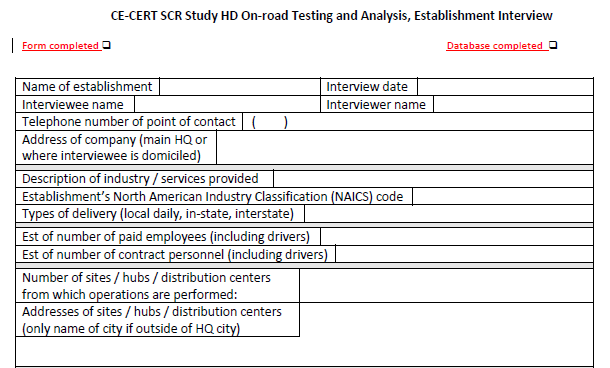 CE-CERT SCR Study HD On-road Testing and Analysis, Establishment Interview
Form completed ❑ Database completed ❑
Name of establishment Interview date
Interviewee name Interviewer name
Telephone number of point of contact ( )
Address of company (main HQ or
where interviewee is domiciled)
Description of industry / services provided
Establishment's North American Industry Classification (NAICS) code
Types of delivery (local daily, in-state, interstate)
Est of number of paid employees (including drivers)
Est of number of contract personnel (including drivers)
Number of sites / hubs / distribution centers
from which operations are performed:
Addresses of sites / hubs / distribution centers
(only name of city if outside of HQ city)